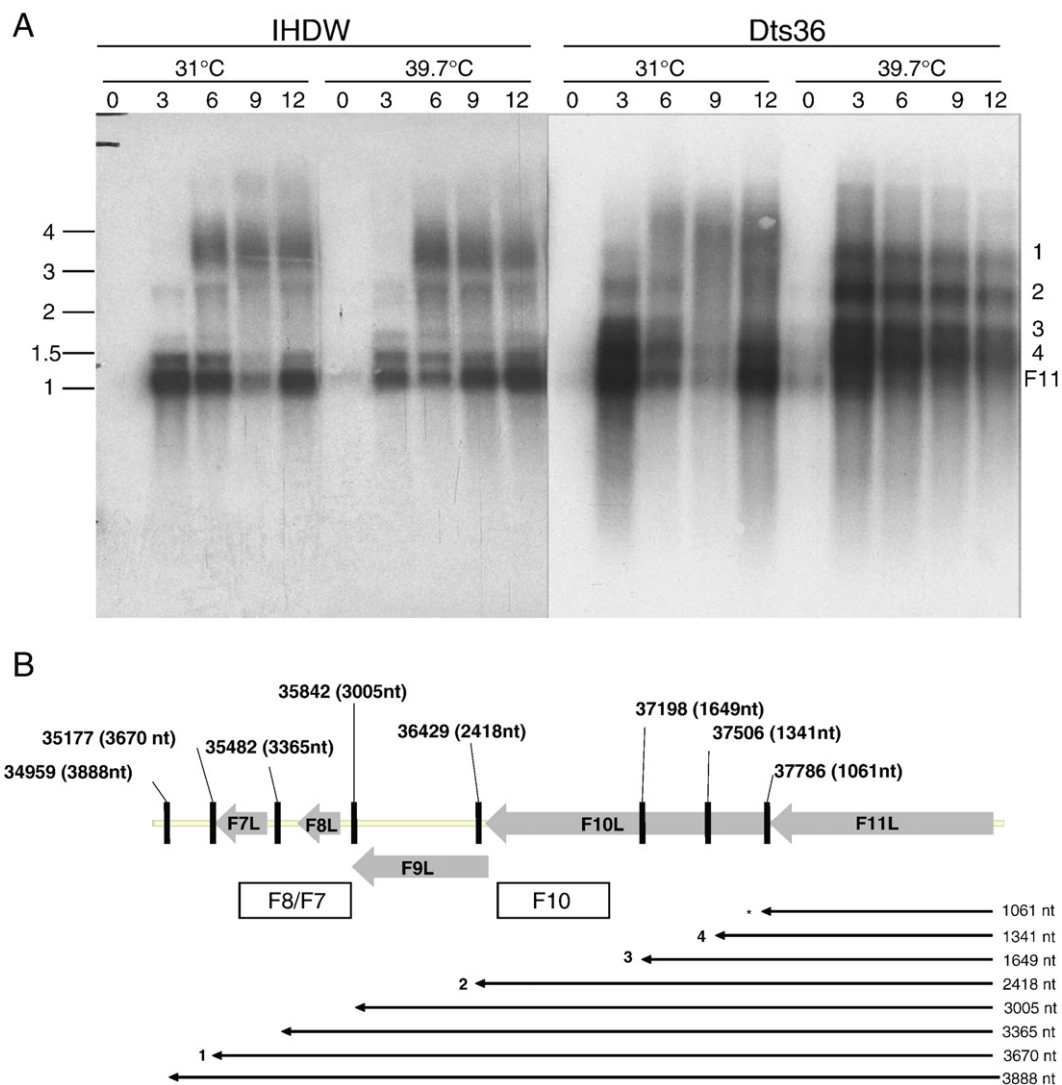 A
IHDW Dts36
31°C 39.7°C 31°C 39.7°C
0 3 6 9 12 0 3 6 9 12 0 3 6 9 12 0 3 6 9 12
4
3
2
1.5
1
1
2
3
4
F11
B
35842 (3005nt)
37198 (1649nt)
35177 (3670 nt)
36429 (2418nt)
37506 (1341nt)
35482 (3365nt)
34959 (3888nt)
37786 (1061nt)
F7L F8L F10L F11L
F9L
F8/F7 F10
* 1061 nt
4 1341 nt
3 1649 nt
2 2418 nt
3005 nt
3365 nt
1 3670 nt
3888 nt